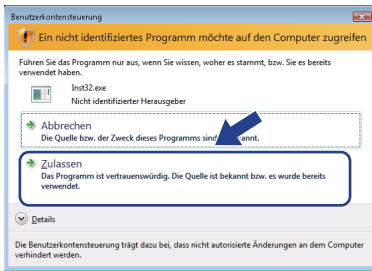 Benutzerkontensteuerung
Ein nicht identifiziertes Programm möchte auf den Computer zugreifen
Führen Sie das Programm nur aus, wenn Sie wissen, woher es stammt, bzw. Sie es bereits
verwendet haben.
Inst32.exe
Nicht identifizierter Herausgeber
Abbrechen
Die Quelle bzw. der Zweck dieses Programms sind
Zulassen
Das Programm ist vertrauenswürdig. Die Quelle ist bekannt bzw. es wurde bereits
verwendet.
Details
Die Benutzerkontensteuerung trägt dazu bei, dass nicht autorisierte Änderungen an dem Computer
verhindert werden.